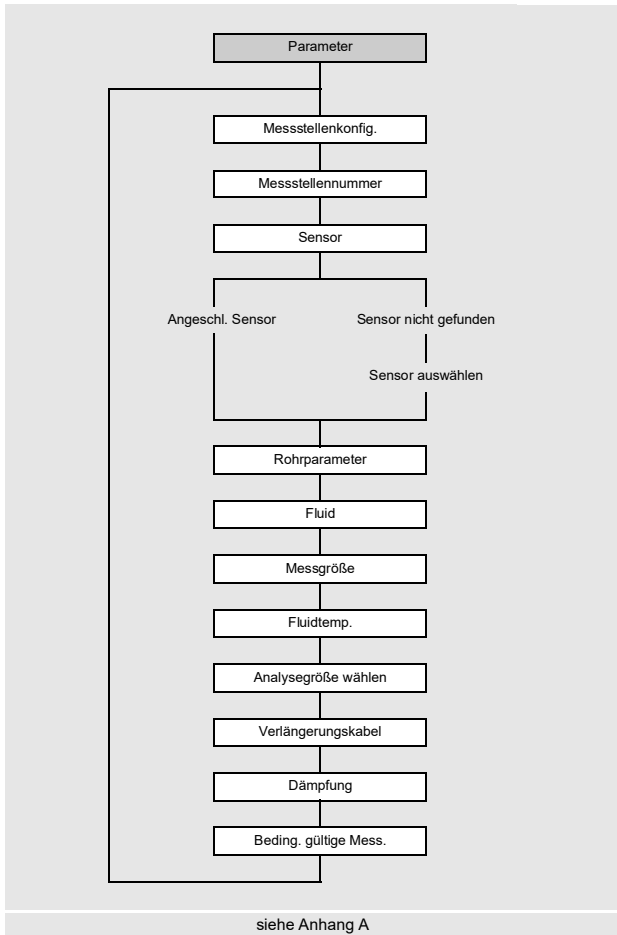 Parameter
Messstellenkonfig.
Messstellennummer
Sensor
Angeschl. Sensor
Sensor nicht gefunden
Sensor auswählen
Rohrparameter
Fluid
Messgröße
Fluidtemp.
Analysegröße wählen
Verlängerungskabel
Dämpfung
Beding. gültige Mess.
siehe Anhang A